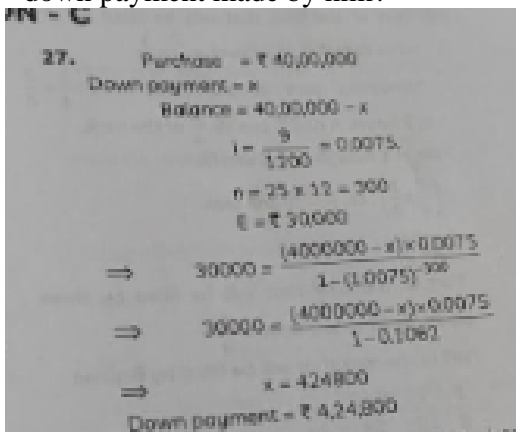 down payment made by him?
ON - C
27. Purchase = ₹ 40,00,000
Down payment = x
Balance = 40,00,000 - x
i = 9/1200 = 0.0075
n = 25 x 12 = 300
E = ₹ 30,000
⇒ 30000 = (4000000 - x)×0.0075 / 1-(1.0075)^-300
⇒ 30000 = (4000000 - x)×0.0075 / 1-0.1062
⇒ x = 424800
Down payment = ₹ 4,24,800